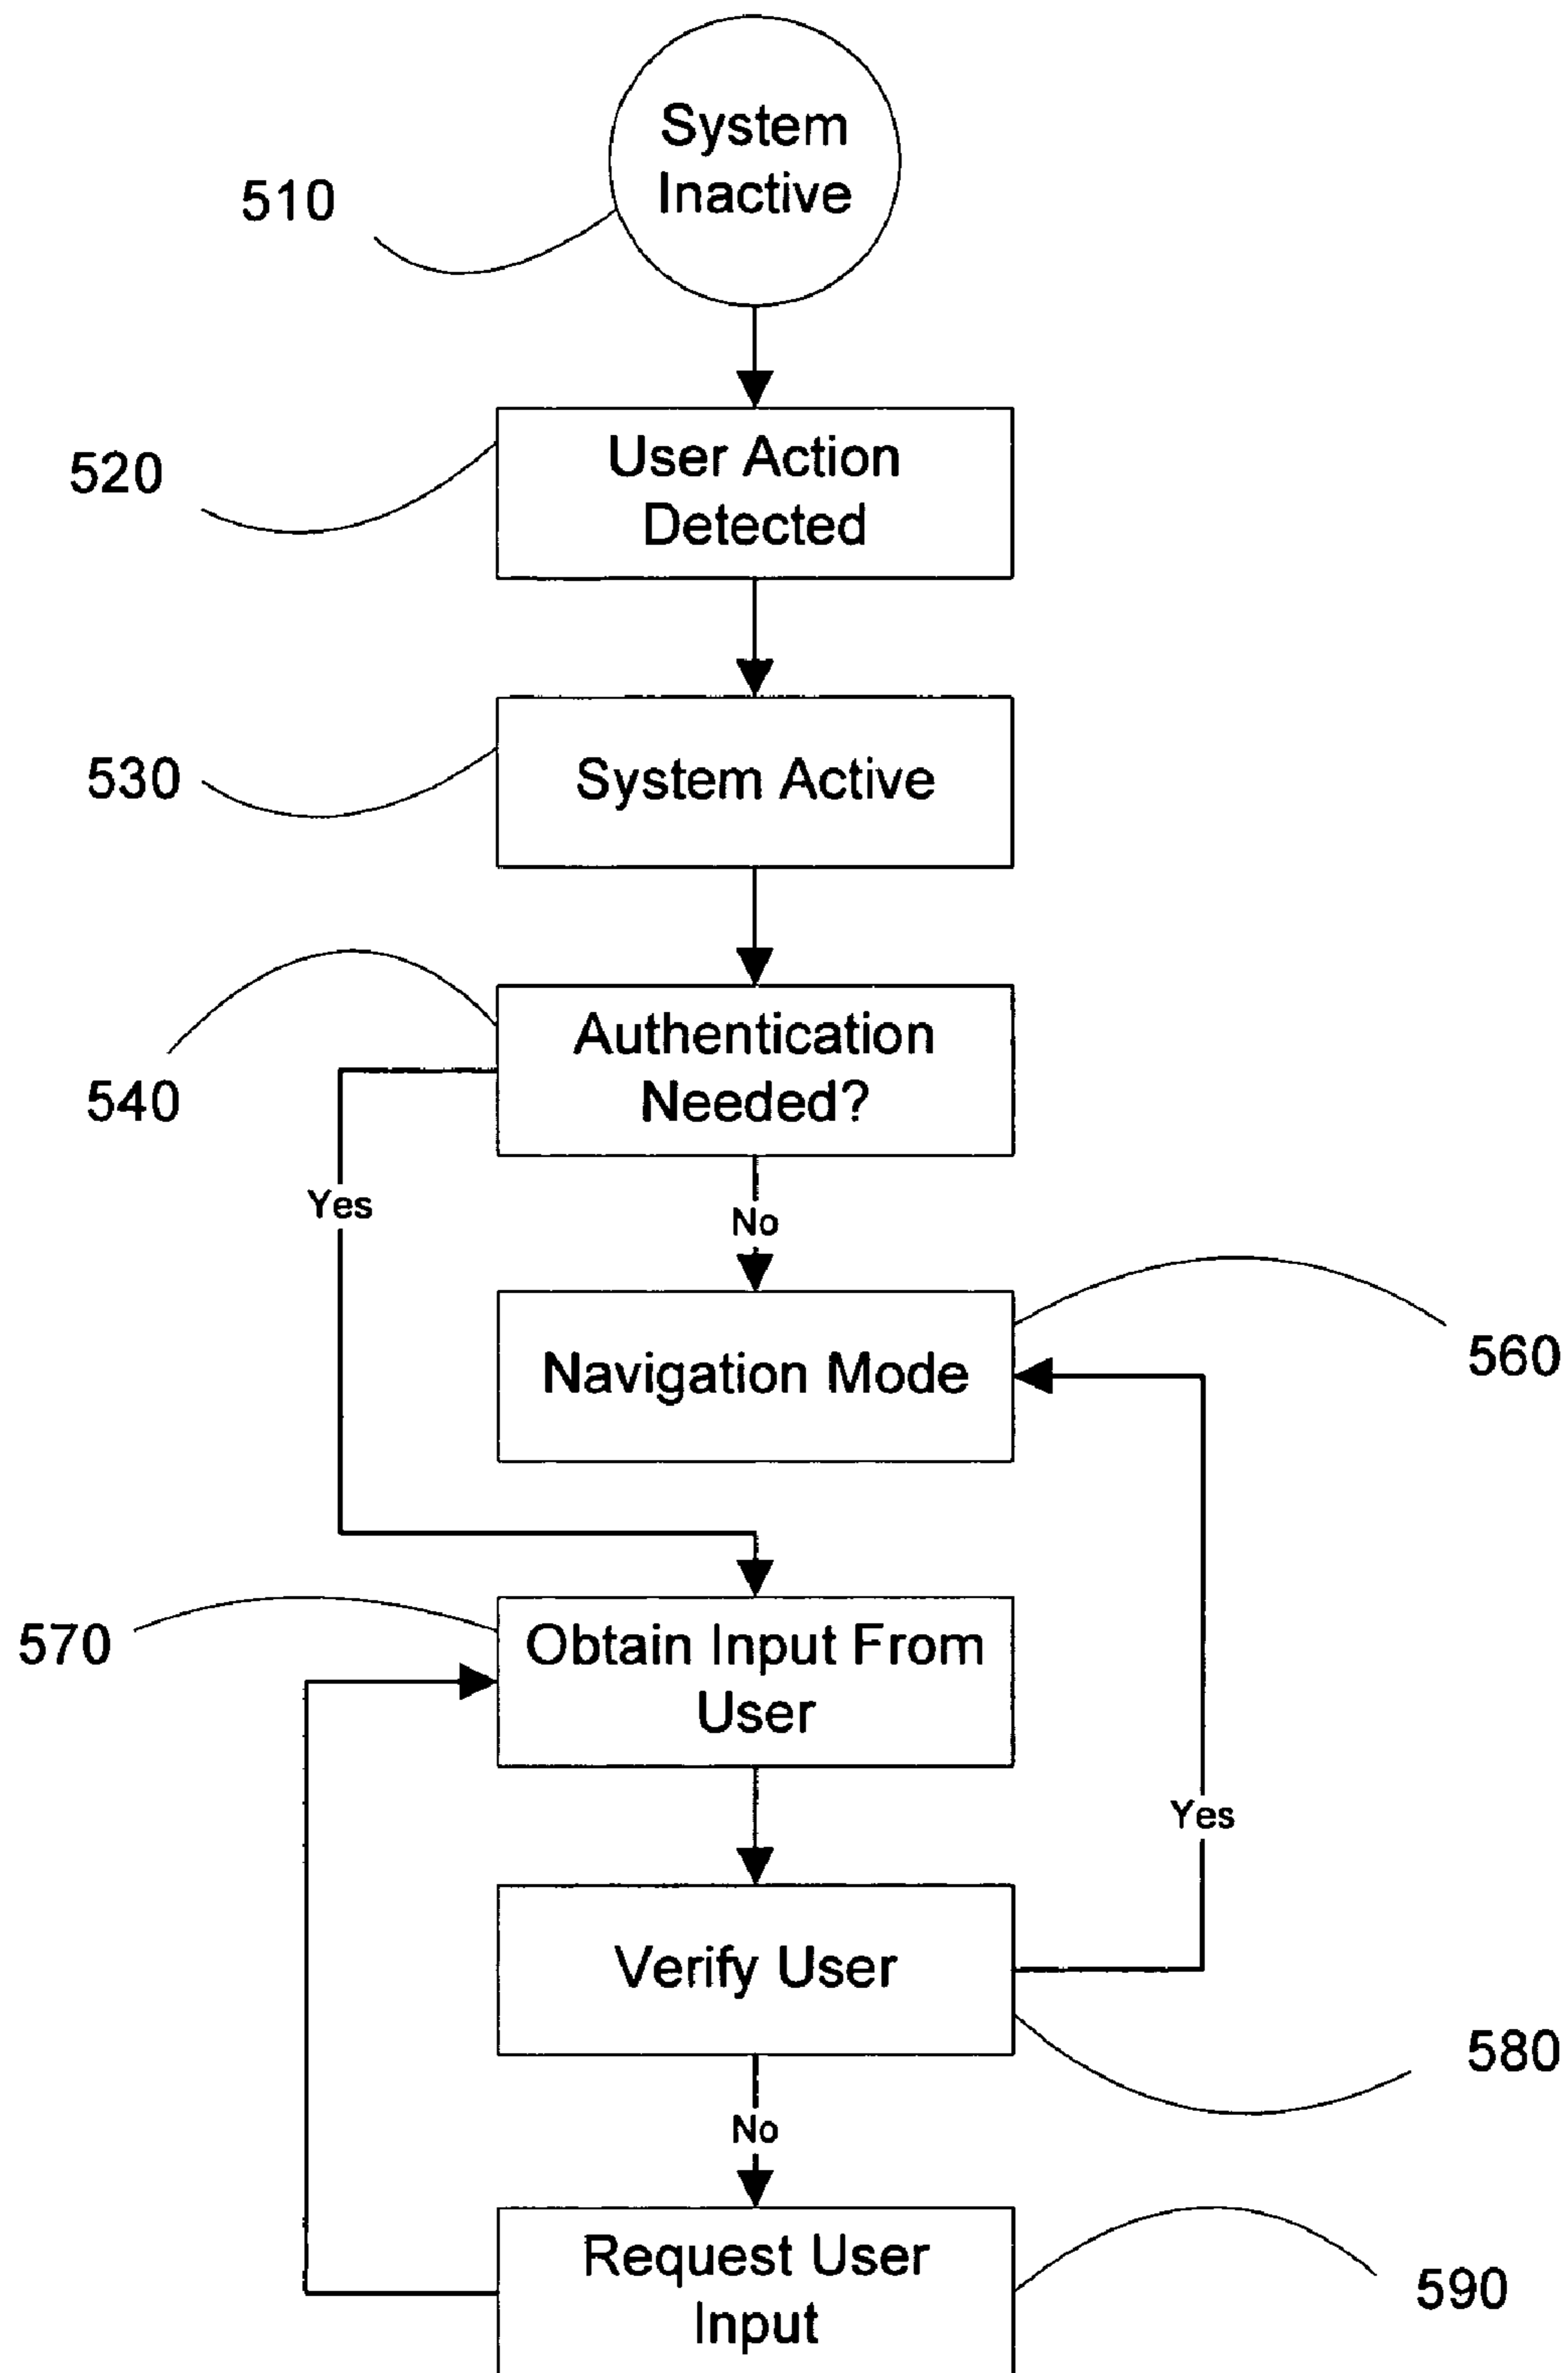 System
Inactive
510
User Action
Detected
520
System Active
530
Authentication
Needed?
540
Yes
No
Navigation Mode
560
Obtain Input From
User
570
Yes
Verify User
580
No
Request User
Input
590